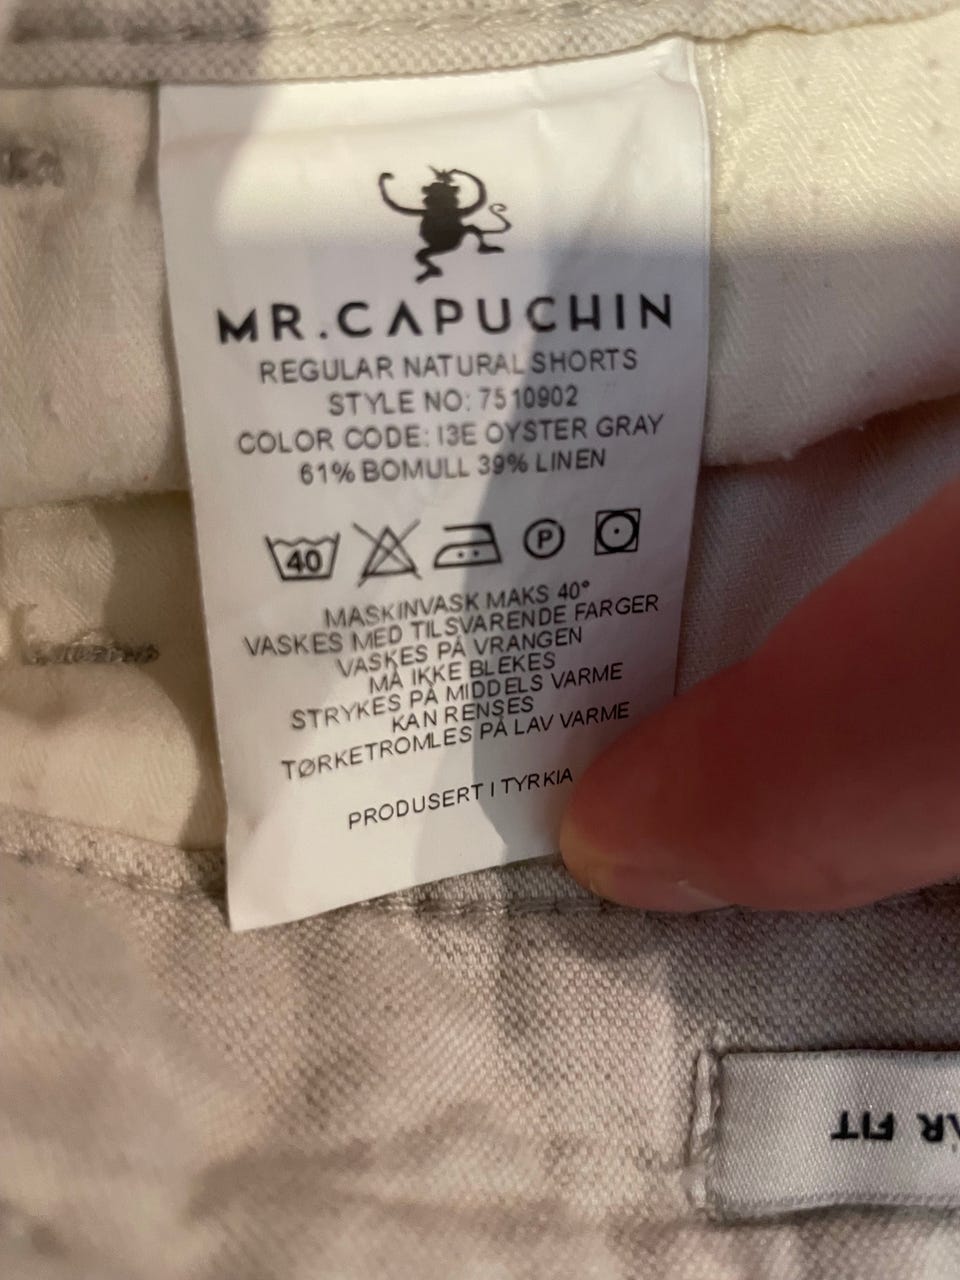 MR.CAPUCHIN
REGULAR NATURAL SHORTS
STYLE NO: 7510902
COLOR CODE: I3E OYSTER GRAY
61% BOMULL 39% LINEN
40 P
MASKINVASK MAKS 40°
VASKES MED TILSVARENDE FARGER
VASKES PÅ VRANGEN
MÅ IKKE BLEKES
STRYKES PÅ MIDDELS VARME
KAN RENSES
TØRKETROMLES PÅ LAV VARME
PRODUSERT I TYRKIA
FIT